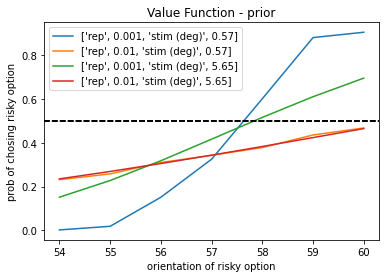 Value Function - prior
['rep', 0.001, 'stim (deg)', 0.57]
['rep', 0.01, 'stim (deg)', 0.57]
['rep', 0.001, 'stim (deg)', 5.65]
['rep', 0.01, 'stim (deg)', 5.65]
prob of chosing risky option
0.8
0.6
0.4
0.2
0.0
54 55 56 57 58 59 60
orientation of risky option